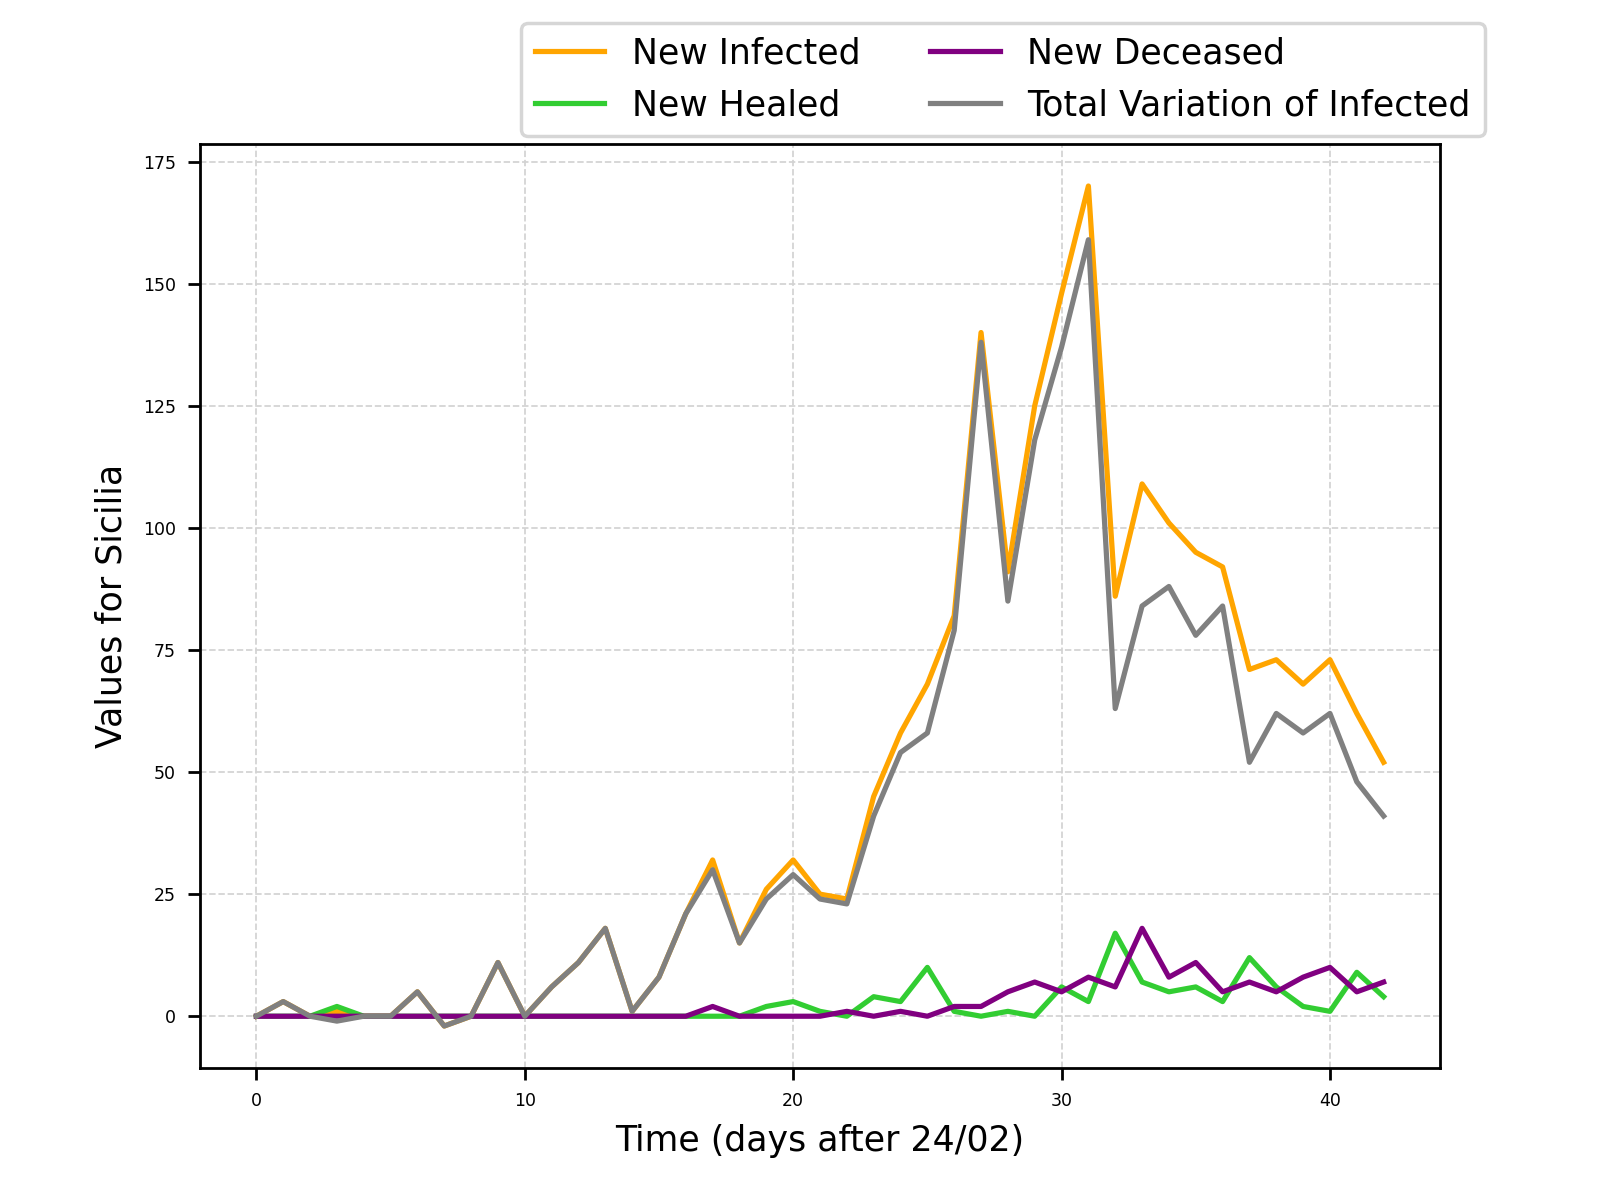 New Infected
New Healed
New Deceased
Total Variation of Infected
175
150
125
100
75
50
25
0
Values for Sicilia
0 10 20 30 40
Time (days after 24/02)